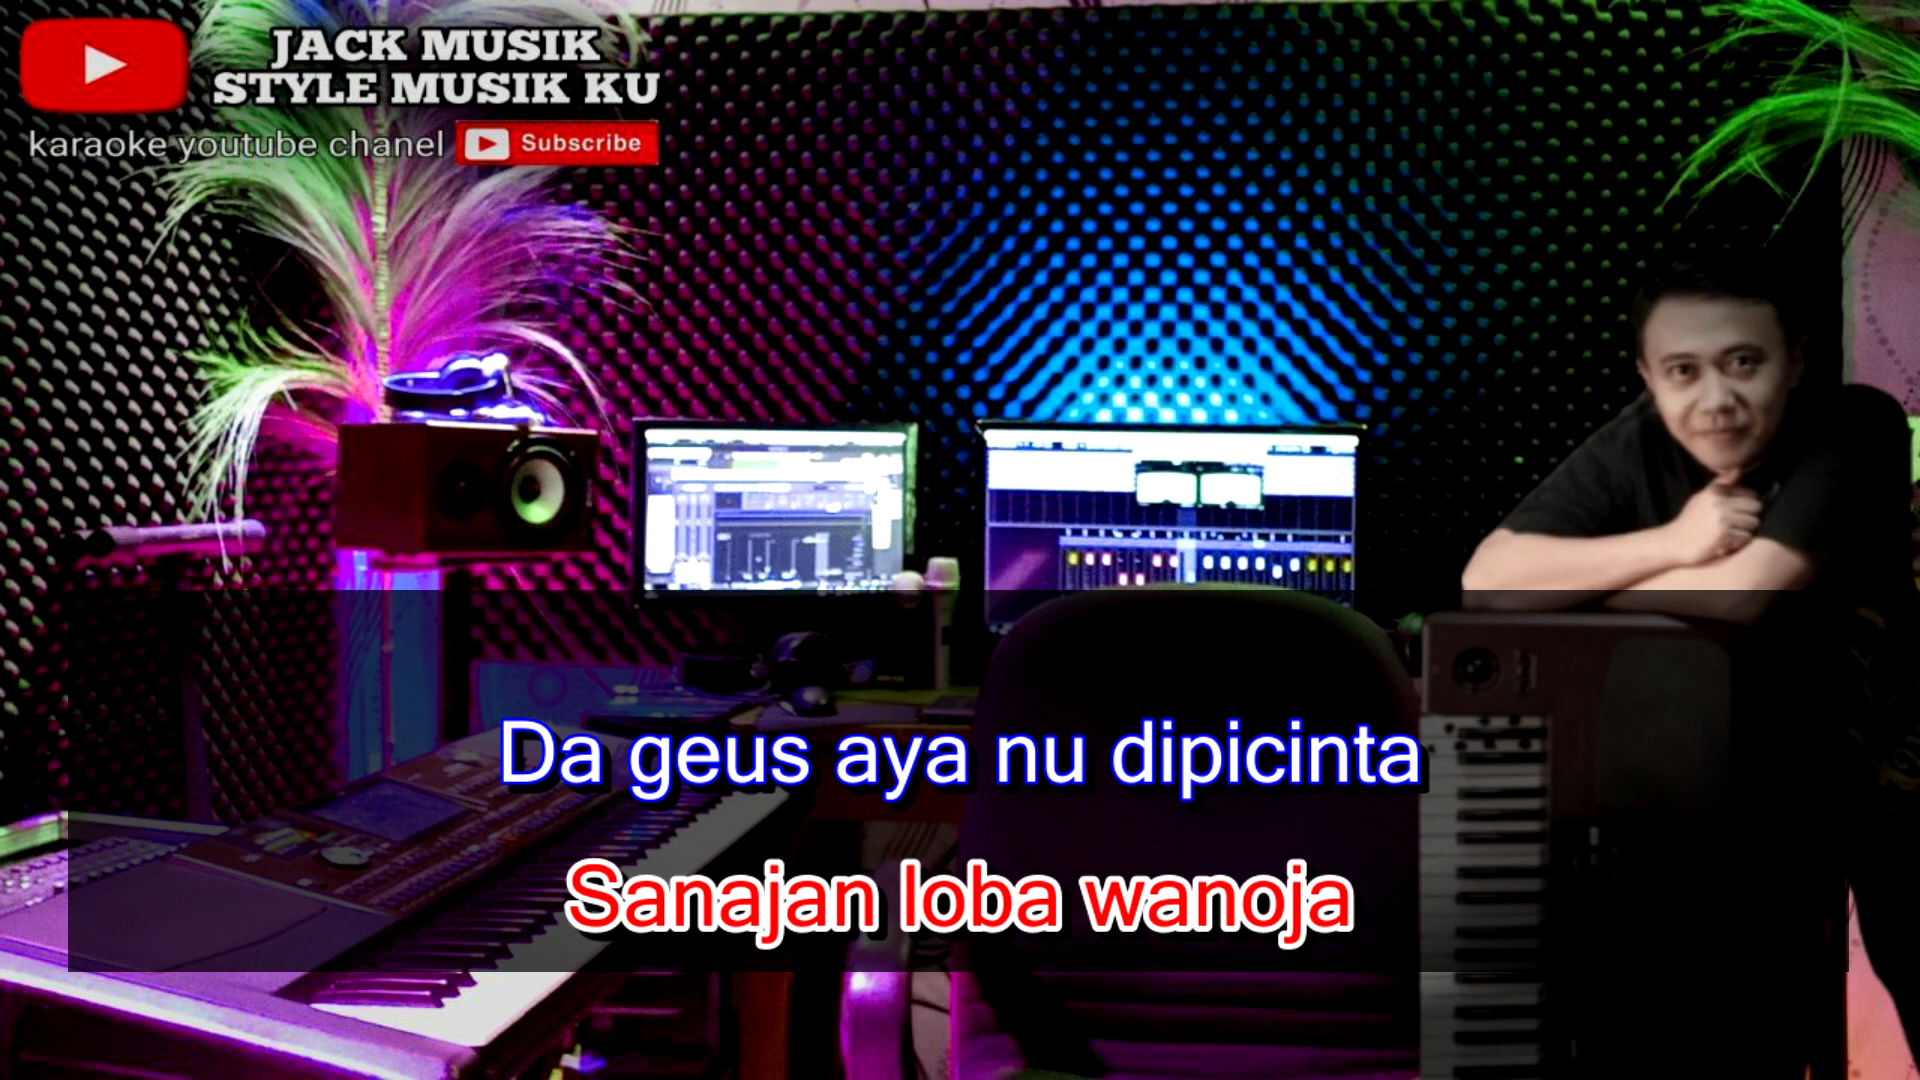 JACK MUSIK
STYLE MUSIK KU
karaoke youtube chanel Subscribe
Da geus aya nu dipicinta
Sanajan loba wanoja